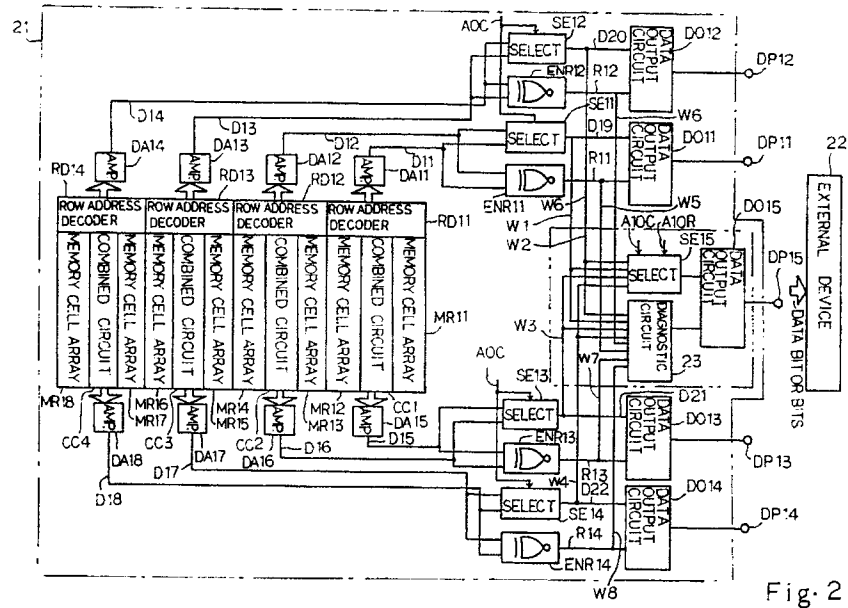 21
AOC
SE12
D20
DO12
SELECT
DATA OUTPUT CIRCUIT
DP12
ENR12
R12
SE11
W6
D14
D13
D12
D11
SELECT
D19
DO11
DATA OUTPUT CIRCUIT
DP11
22
R11
W5
DA14
AMP
DA13
AMP
DA12
AMP
DA11
AMP
ENR11
W6
W1
W2
A10C
A10R
SE15
DO15
RD14
RD13
RD12
RD11
ROW ADDRESS DECODER
ROW ADDRESS DECODER
ROW ADDRESS DECODER
ROW ADDRESS DECODER
MEMORY CELL ARRAY
COMBINED CIRCUIT
MEMORY CELL ARRAY
MEMORY CELL ARRAY
COMBINED CIRCUIT
MEMORY CELL ARRAY
MEMORY CELL ARRAY
COMBINED CIRCUIT
MEMORY CELL ARRAY
MEMORY CELL ARRAY
COMBINED CIRCUIT
MEMORY CELL ARRAY
MR11
SELECT
DATA OUTPUT CIRCUIT
DP15
EXTERNAL DEVICE
DATA BIT OR BITS
DIAGNOSTIC CIRCUIT
23
W3
W7
AOC
SE13
D21
MR18
CC4
MR17
MR16
CC3
MR15
MR14
CC2
MR13
MR12
CC1
AMP
DA18
AMP
DA17
AMP
DA16
AMP
DA15
D18
D17
D16
D15
SELECT
DATA OUTPUT CIRCUIT
DO13
DP13
ENR13
R13
W4
D22
SELECT
SE14
DATA OUTPUT CIRCUIT
DO14
DP14
R14
ENR14
W8
Fig. 2